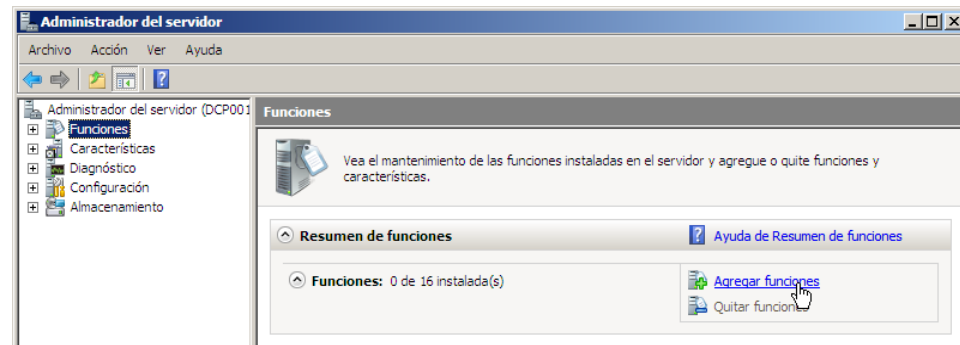 Administrador del servidor
Archivo Acción Ver Ayuda
Administrador del servidor (DCP001
Funciones
Características
Diagnóstico
Configuración
Almacenamiento
Funciones
Vea el mantenimiento de las funciones instaladas en el servidor y agregue o quite funciones y
características.
Resumen de funciones
Ayuda de Resumen de funciones
Funciones: 0 de 16 instalada(s)
Agregar funciones
Quitar funciones